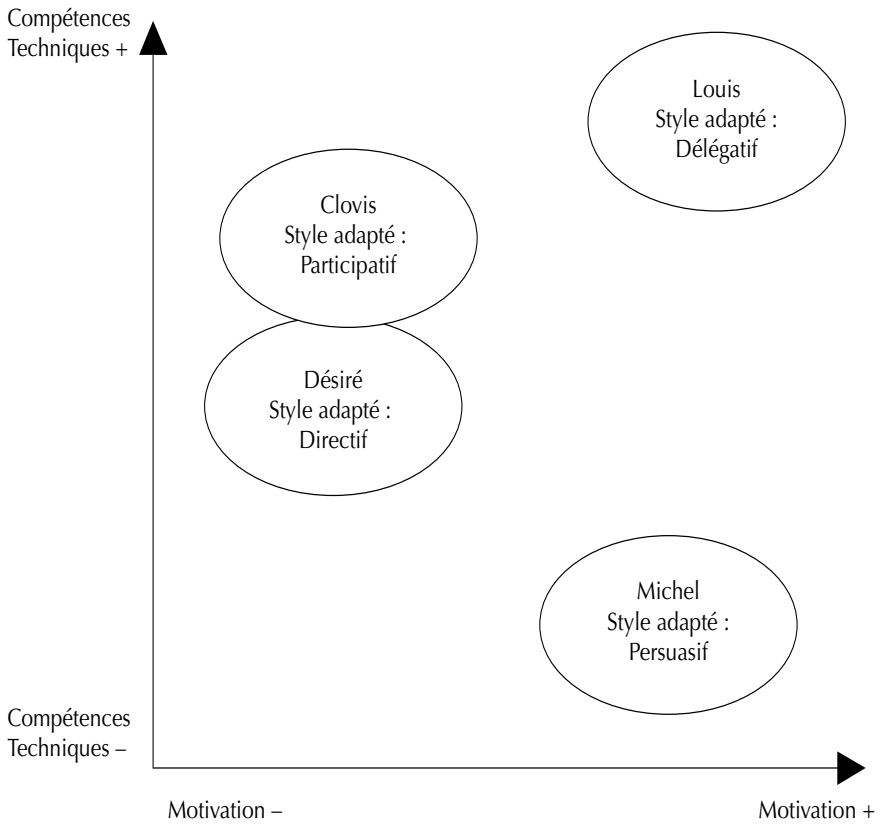 Compétences
Techniques +
Louis
Style adapté :
Délégatif
Clovis
Style adapté :
Participatif
Désiré
Style adapté :
Directif
Michel
Style adapté :
Persuasif
Compétences
Techniques –
Motivation –
Motivation +